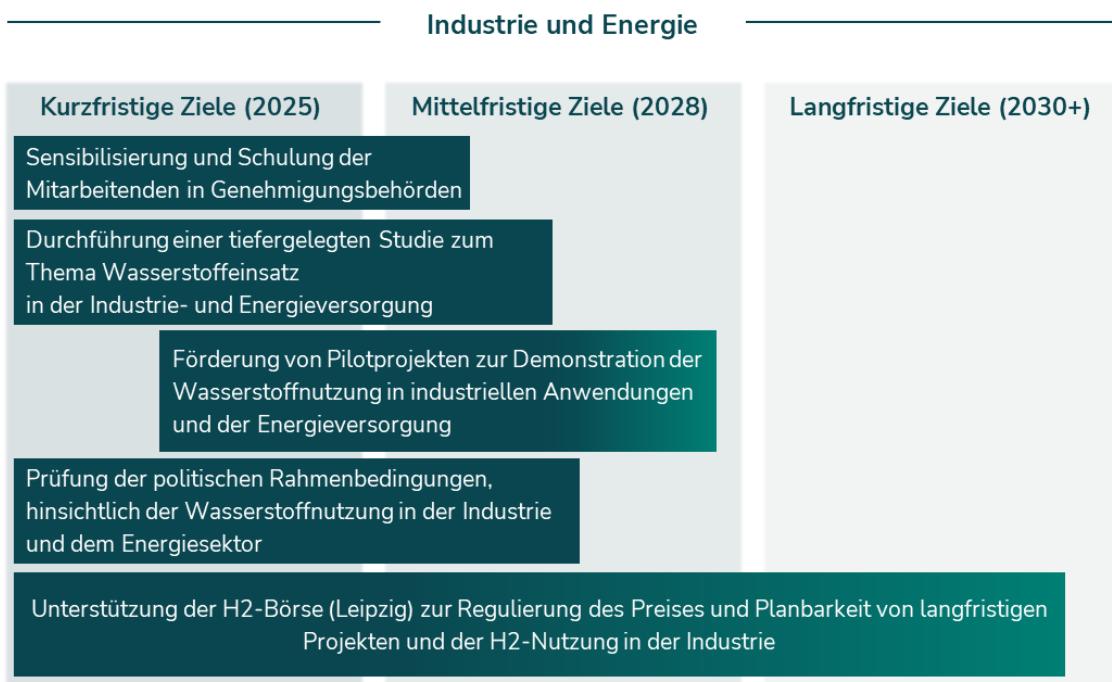 Industrie und Energie
Kurzfristige Ziele (2025)
Mittelfristige Ziele (2028)
Langfristige Ziele (2030+)
Sensibilisierung und Schulung der
Mitarbeitenden in Genehmigungsbehörden
Durchführung einer tiefergelegten Studie zum
Thema Wasserstoffeinsatz
in der Industrie- und Energieversorgung
Förderung von Pilotprojekten zur Demonstration der
Wasserstoffnutzung in industriellen Anwendungen
und der Energieversorgung
Prüfung der politischen Rahmenbedingungen,
hinsichtlich der Wasserstoffnutzung in der Industrie
und dem Energiesektor
Unterstützung der H2-Börse (Leipzig) zur Regulierung des Preises und Planbarkeit von langfristigen
Projekten und der H2-Nutzung in der Industrie